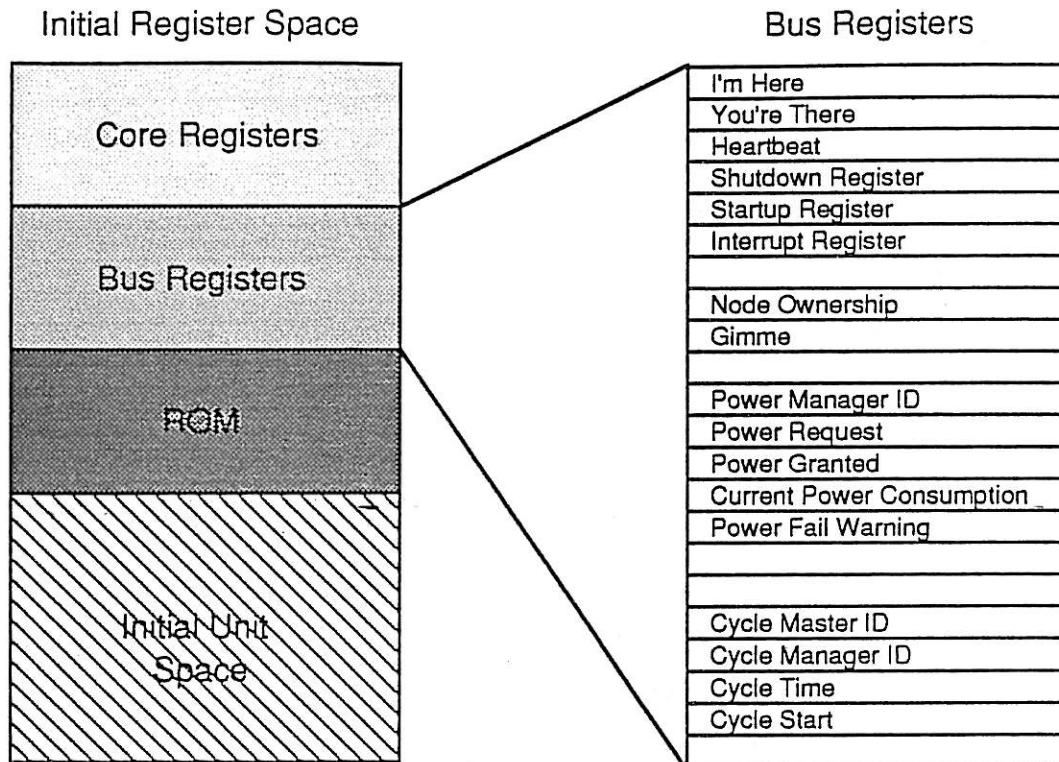 Initial Register Space
Core Registers
Bus Registers
ROM
Initial Unit
Space
Bus Registers
I'm Here
You're There
Heartbeat
Shutdown Register
Startup Register
Interrupt Register
Node Ownership
Gimme
Power Manager ID
Power Request
Power Granted
Current Power Consumption
Power Fail Warning
Cycle Master ID
Cycle Manager ID
Cycle Time
Cycle Start